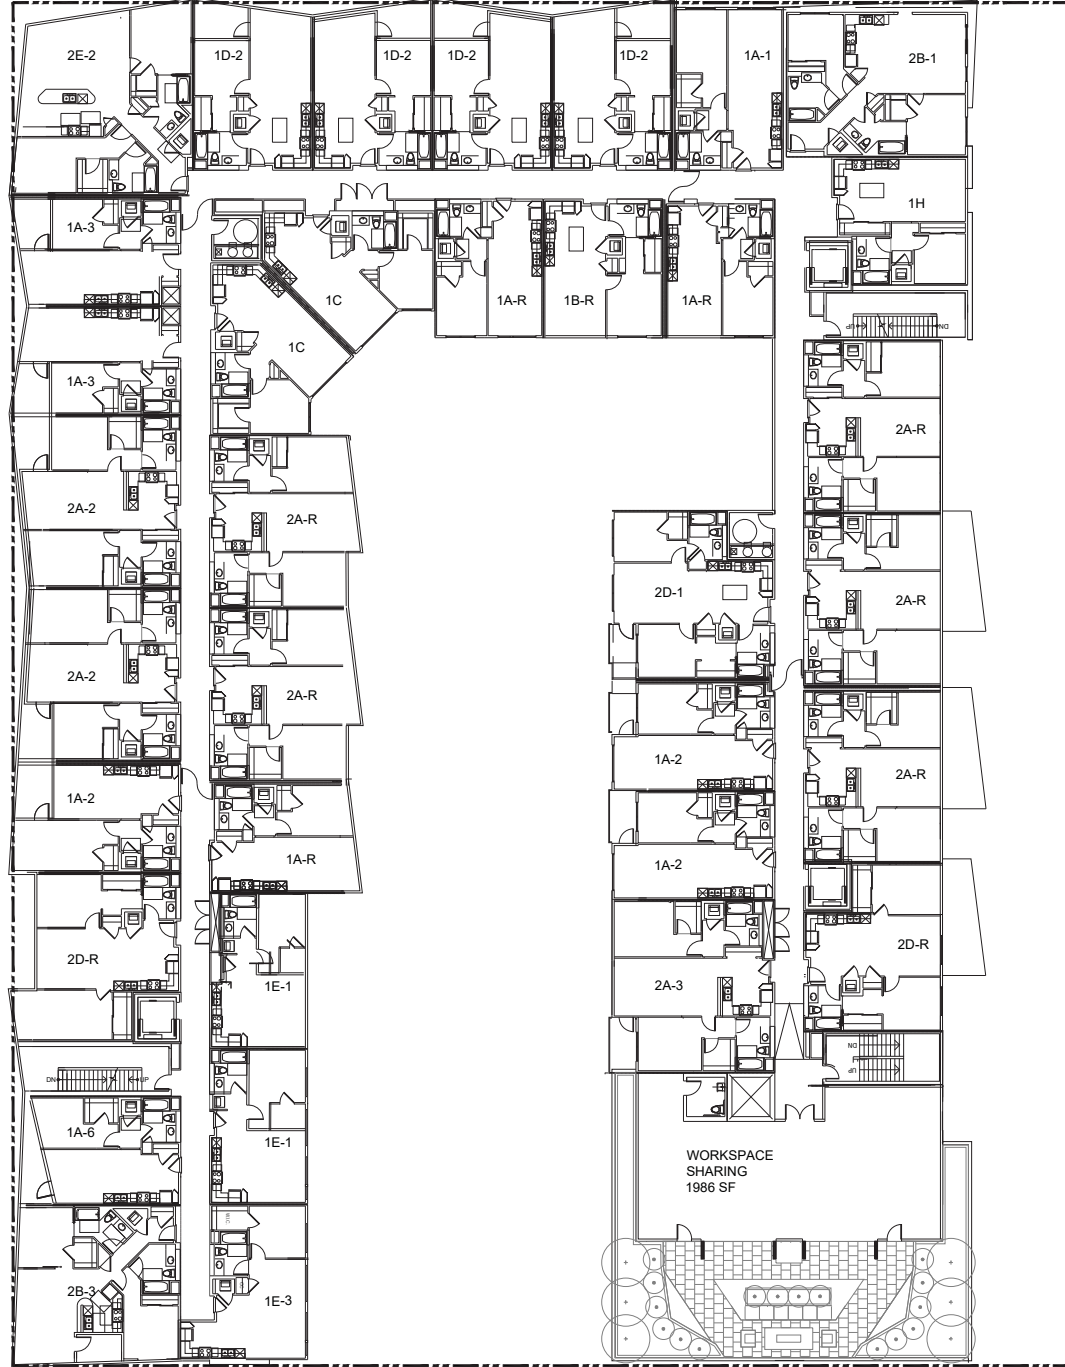 2E-2
1D-2
1D-2
1D-2
1D-2
1A-1
2B-1
1A-3
1H
1C
1A-R
1B-R
1A-R
UP
DN
1C
1A-3
2A-R
2A-2
2A-R
2D-1
2A-R
2A-2
2A-R
1A-2
1A-2
2A-R
1A-R
1A-2
2D-R
2D-R
1E-1
2A-3
DN
UP
DN
UP
1A-6
1E-1
WORKSPACE
SHARING
1986 SF
W.I.C.
2B-3
1E-3